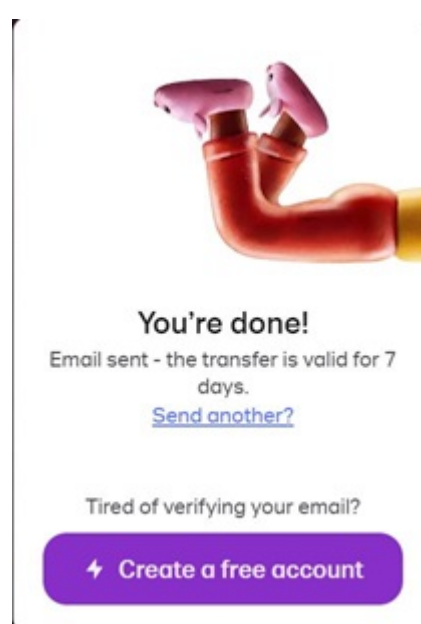 You're done!
Email sent - the transfer is valid for 7
days.
Send another?
Tired of verifying your email?
Create a free account